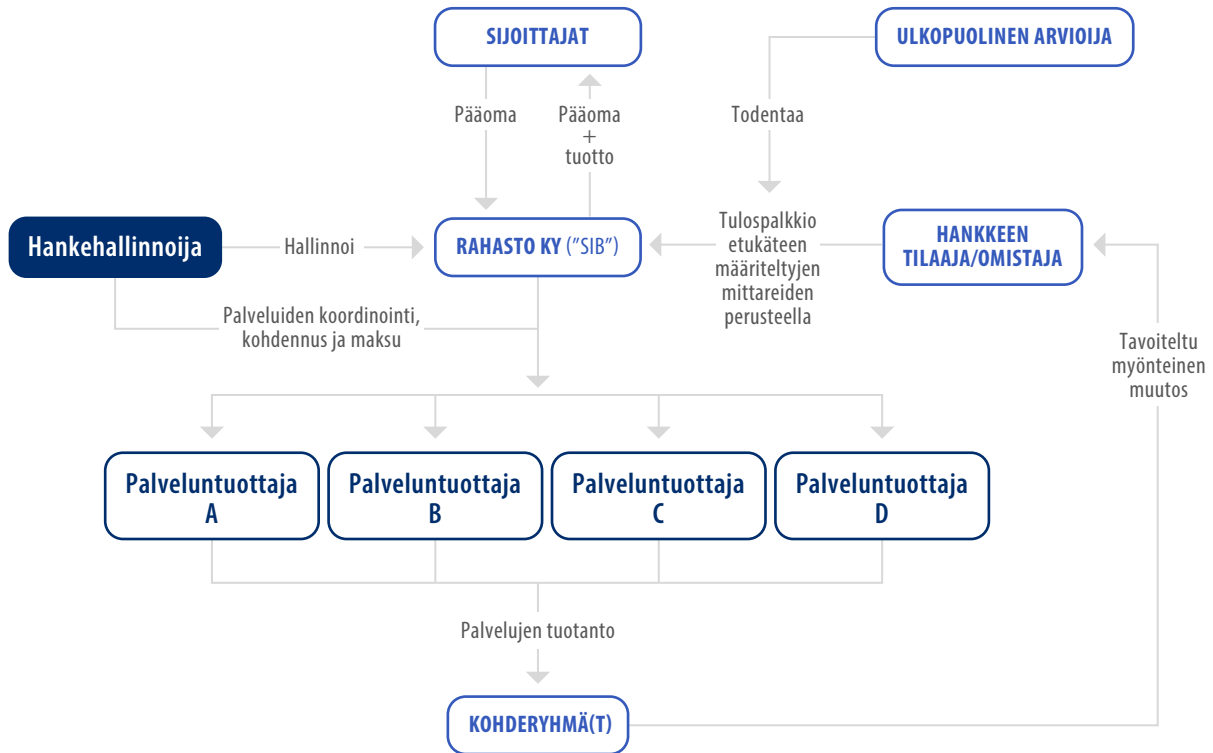 SIJOITTAJAT
ULKOPUOLINEN ARVIOIJA
Pääoma
Pääoma
+
tuotto
Todentaa
Hankehallinnoija
Hallinnoi
RAHASTO KY (”SIB”)
Tulospalkkio
etukäteen
määriteltyjen
mittareiden
perusteella
HANKKEEN
TILAAJA/OMISTAJA
Palveluiden koordinointi,
kohdennus ja maksu
Tavoiteltu
myönteinen
muutos
Palveluntuottaja
A
Palveluntuottaja
B
Palveluntuottaja
C
Palveluntuottaja
D
Palvelujen tuotanto
KOHDERYHMÄ(T)